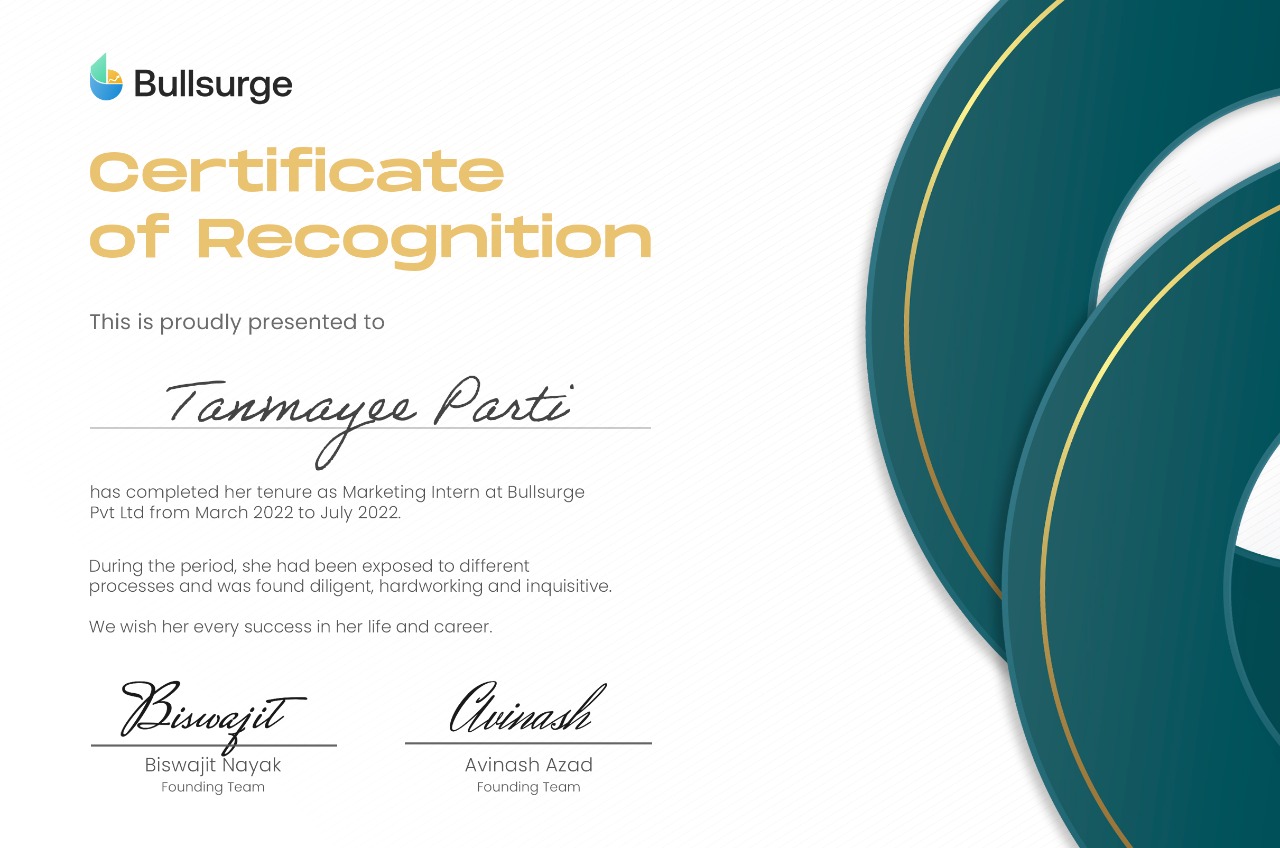 Bullsurge
Certificate
of Recognition
This is proudly presented to
Tanmayee Parti
has completed her tenure as Marketing Intern at Bullsurge
Pvt Ltd from March 2022 to July 2022.
During the period, she had been exposed to different
processes and was found diligent, hardworking and inquisitive.
We wish her every success in her life and career.
Biswajit
Avinash
Biswajit Nayak
Avinash Azad
Founding Team
Founding Team